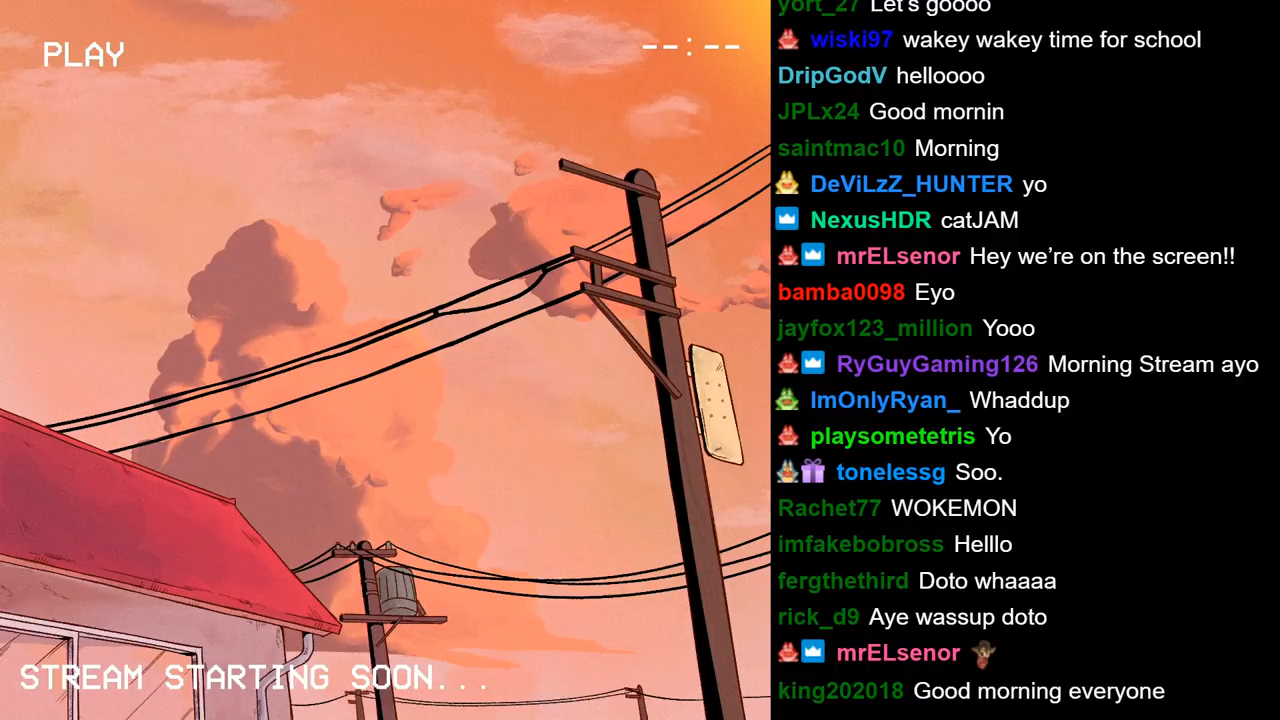 PLAY
--:--
STREAM STARTING SOON...
yort_27 Let's goooo
wiski97 wakey wakey time for school
DripGodV helloooo
JPLx24 Good mornin
saintmac10 Morning
DeViLzZ_HUNTER yo
NexusHDR catJAM
mrELsenor Hey we’re on the screen!!
bamba0098 Eyo
jayfox123_million Yooo
RyGuyGaming126 Morning Stream ayo
ImOnlyRyan_ Whaddup
playsometetris Yo
tonelessg Soo.
Rachet77 WOKEMON
imfakebobross Helllo
fergthethird Doto whaaaa
rick_d9 Aye wassup doto
mrELsenor
king202018 Good morning everyone